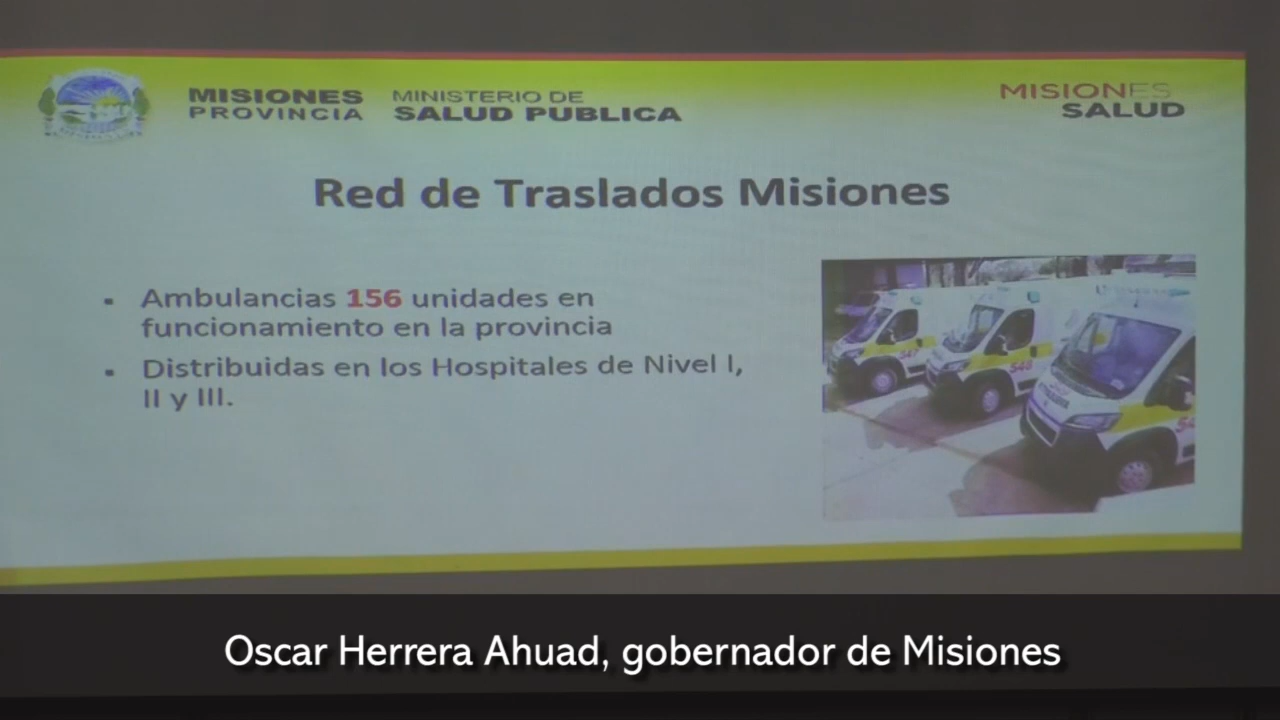 MISIONES
PROVINCIA
MINISTERIO DE
SALUD PUBLICA
MISIONES
SALUD
Red de Traslados Misiones
▪ Ambulancias 156 unidades en
funcionamiento en la provincia
▪ Distribuidas en los Hospitales de Nivel I,
II y III.
Oscar Herrera Ahuad, gobernador de Misiones